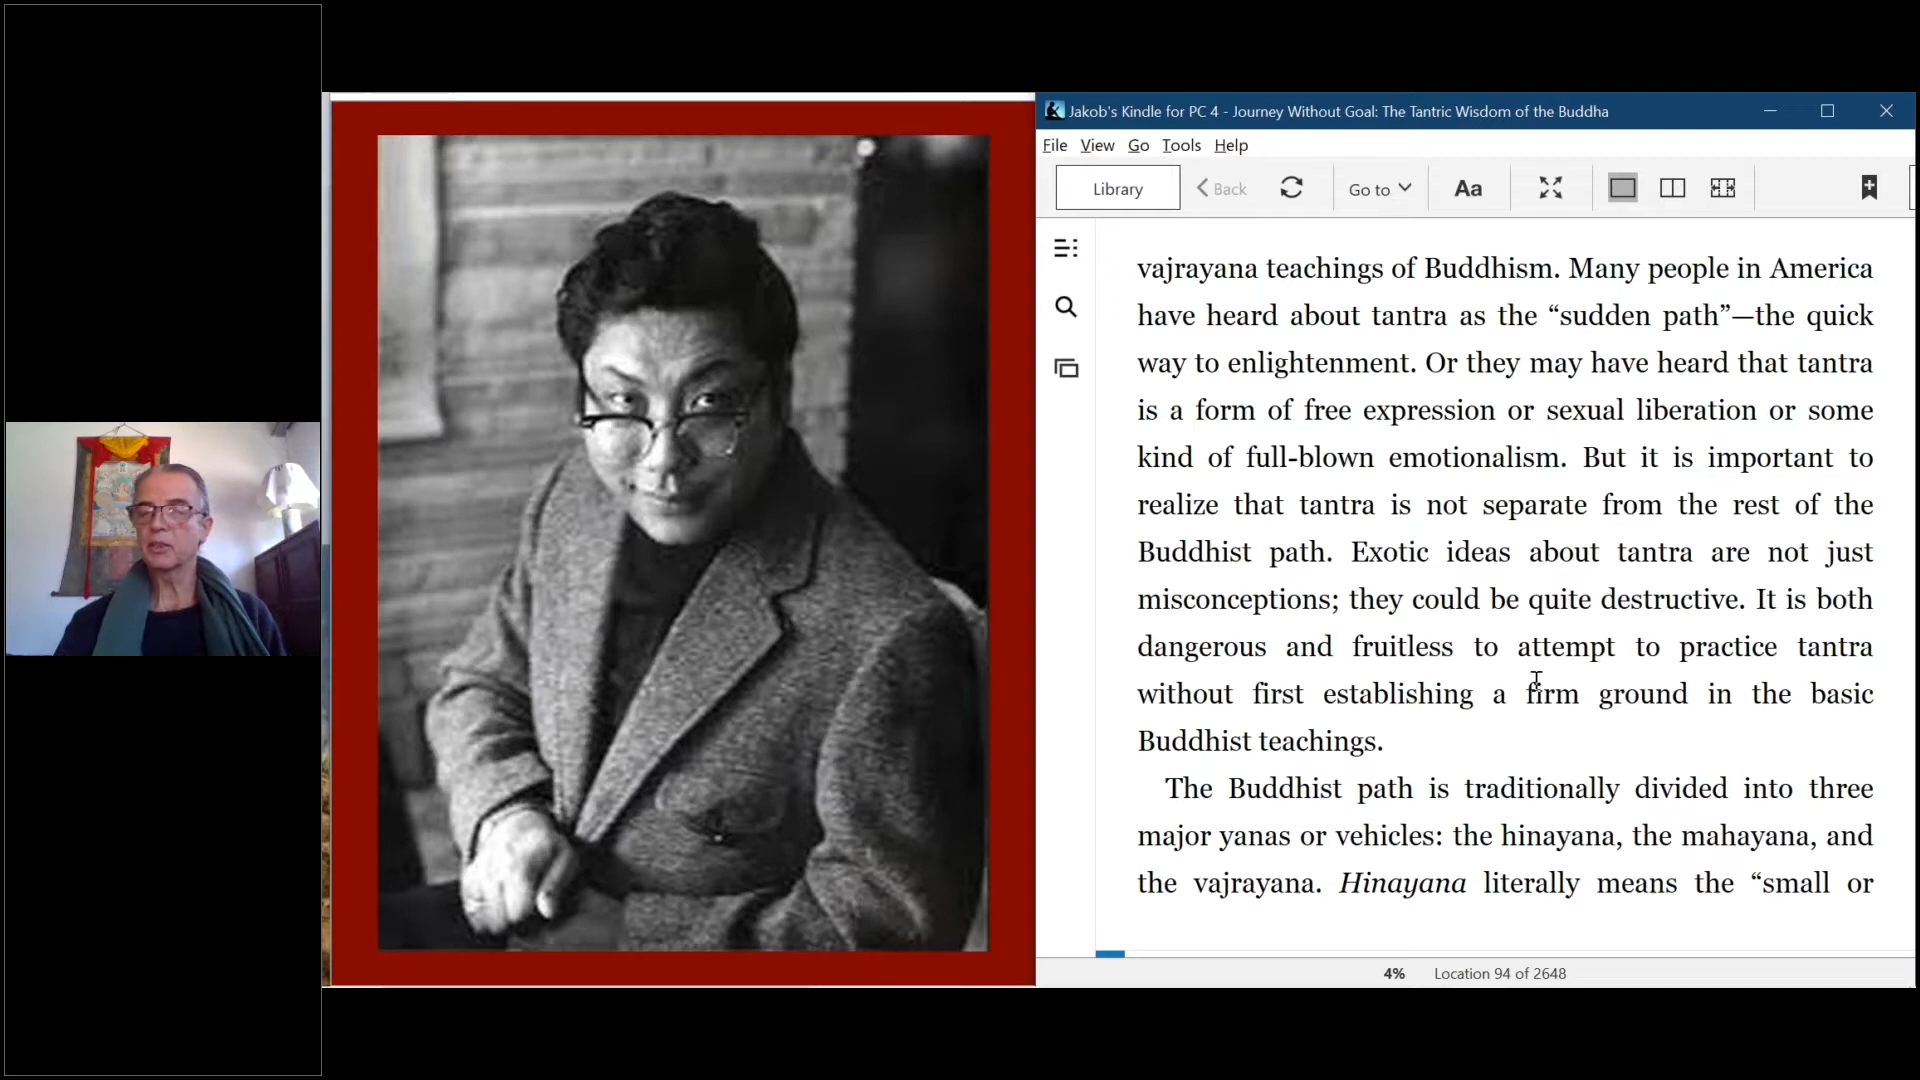 Jakob's Kindle for PC 4 - Journey Without Goal: The Tantric Wisdom of the Buddha
File View Go Tools Help
Library Back Go to Aa
vajrayana teachings of Buddhism. Many people in America
have heard about tantra as the “sudden path”—the quick
way to enlightenment. Or they may have heard that tantra
is a form of free expression or sexual liberation or some
kind of full-blown emotionalism. But it is important to
realize that tantra is not separate from the rest of the
Buddhist path. Exotic ideas about tantra are not just
misconceptions; they could be quite destructive. It is both
dangerous and fruitless to attempt to practice tantra
without first establishing a firm ground in the basic
Buddhist teachings.
The Buddhist path is traditionally divided into three
major yanas or vehicles: the hinayana, the mahayana, and
the vajrayana. Hinayana literally means the “small or
4% Location 94 of 2648